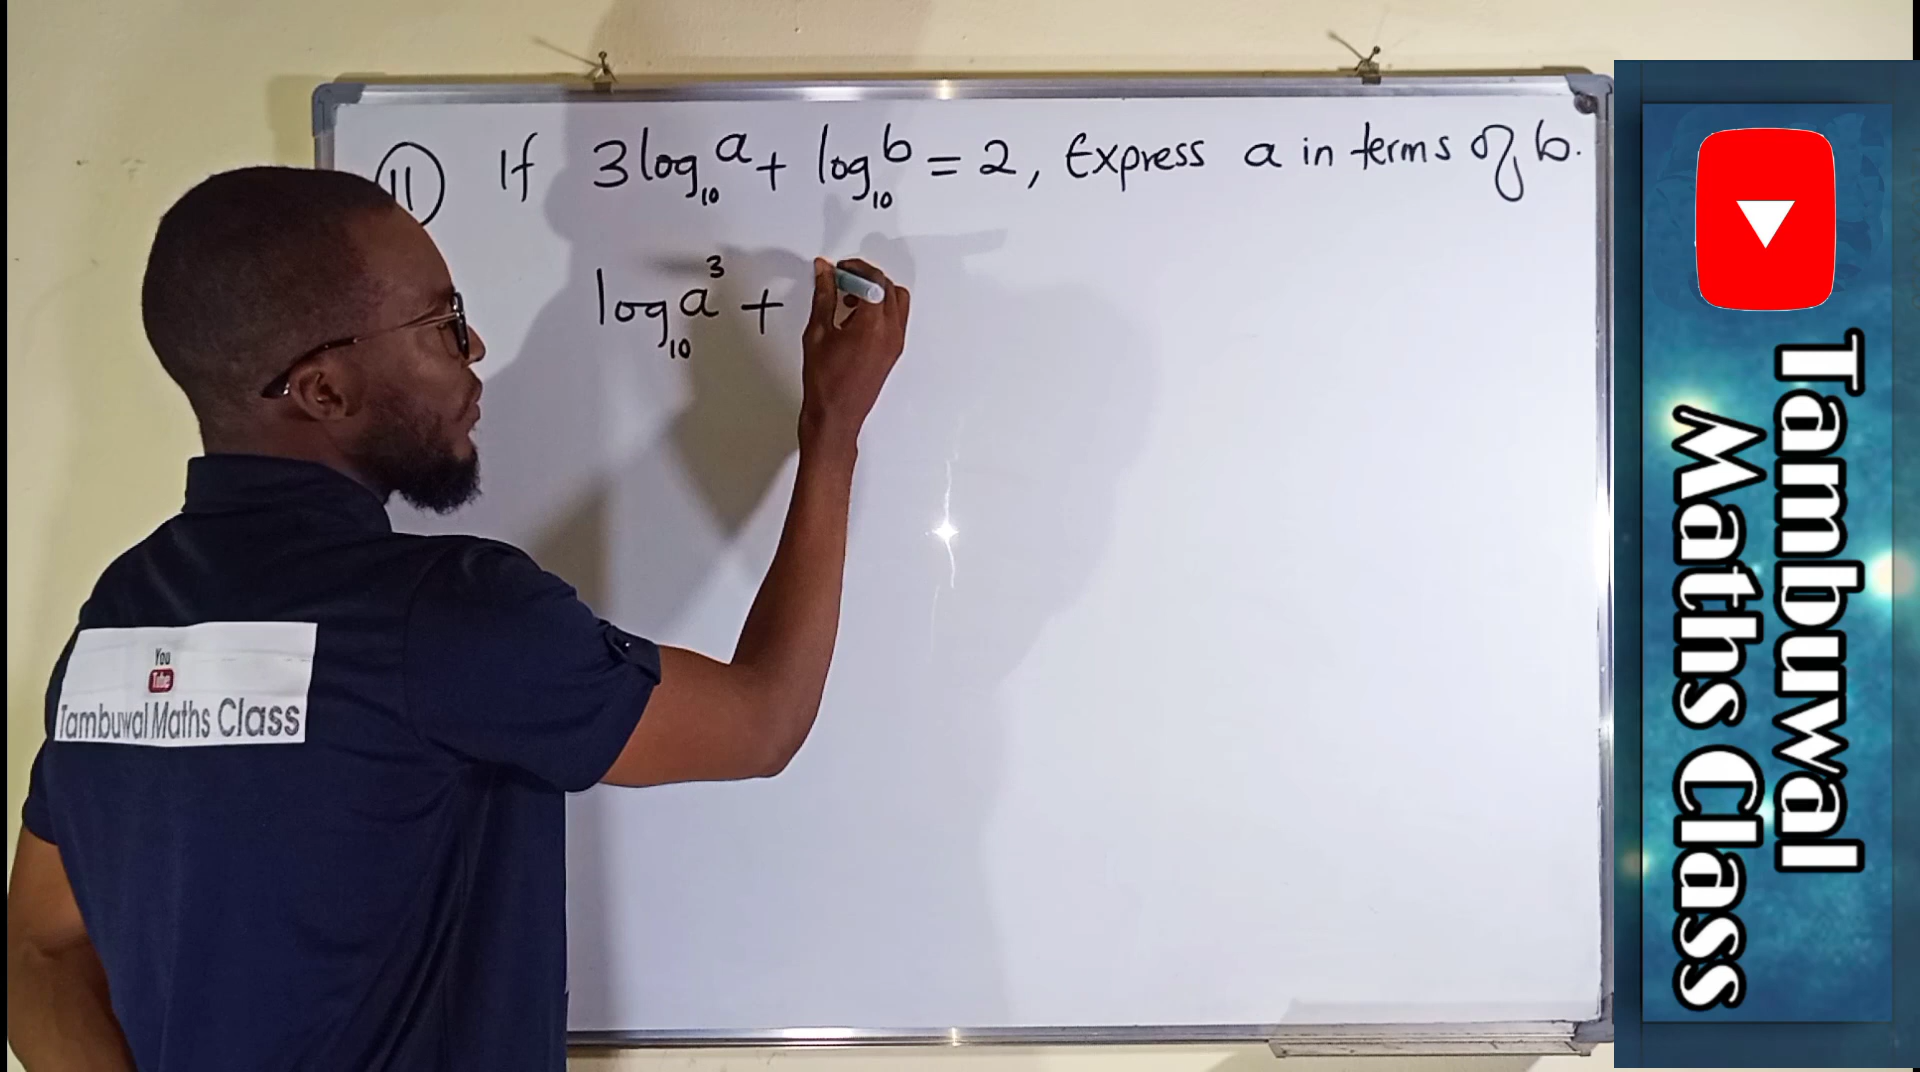 ⑪ If 3log₁₀a + log₁₀b = 2, Express a in terms of b.
log₁₀a³ +
You
Tube
Tambuwal Maths Class
Tambuwal
Maths Class